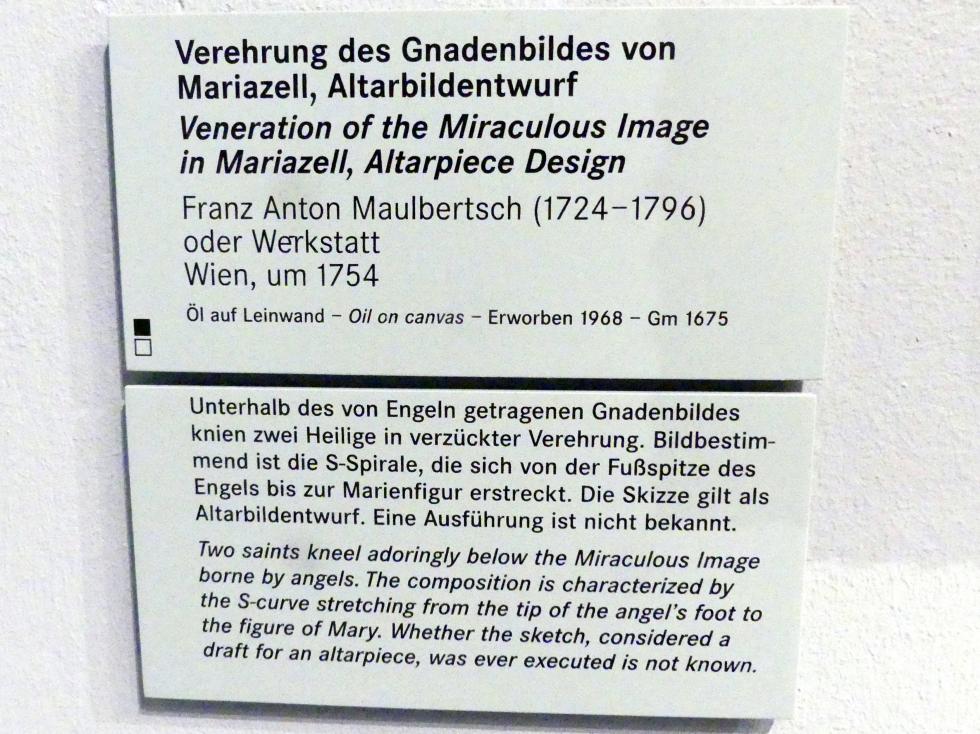 Verehrung des Gnadenbildes von
Mariazell, Altarbildentwurf
Veneration of the Miraculous Image
in Mariazell, Altarpiece Design
Franz Anton Maulbertsch (1724–1796)
oder Werkstatt
Wien, um 1754
Öl auf Leinwand – Oil on canvas – Erworben 1968 – Gm 1675
Unterhalb des von Engeln getragenen Gnadenbildes
knien zwei Heilige in verzückter Verehrung. Bildbestim-
mend ist die S-Spirale, die sich von der Fußspitze des
Engels bis zur Marienfigur erstreckt. Die Skizze gilt als
Altarbildentwurf. Eine Ausführung ist nicht bekannt.
Two saints kneel adoringly below the Miraculous Image
borne by angels. The composition is characterized by
the S-curve stretching from the tip of the angel's foot to
the figure of Mary. Whether the sketch, considered a
draft for an altarpiece, was ever executed is not known.